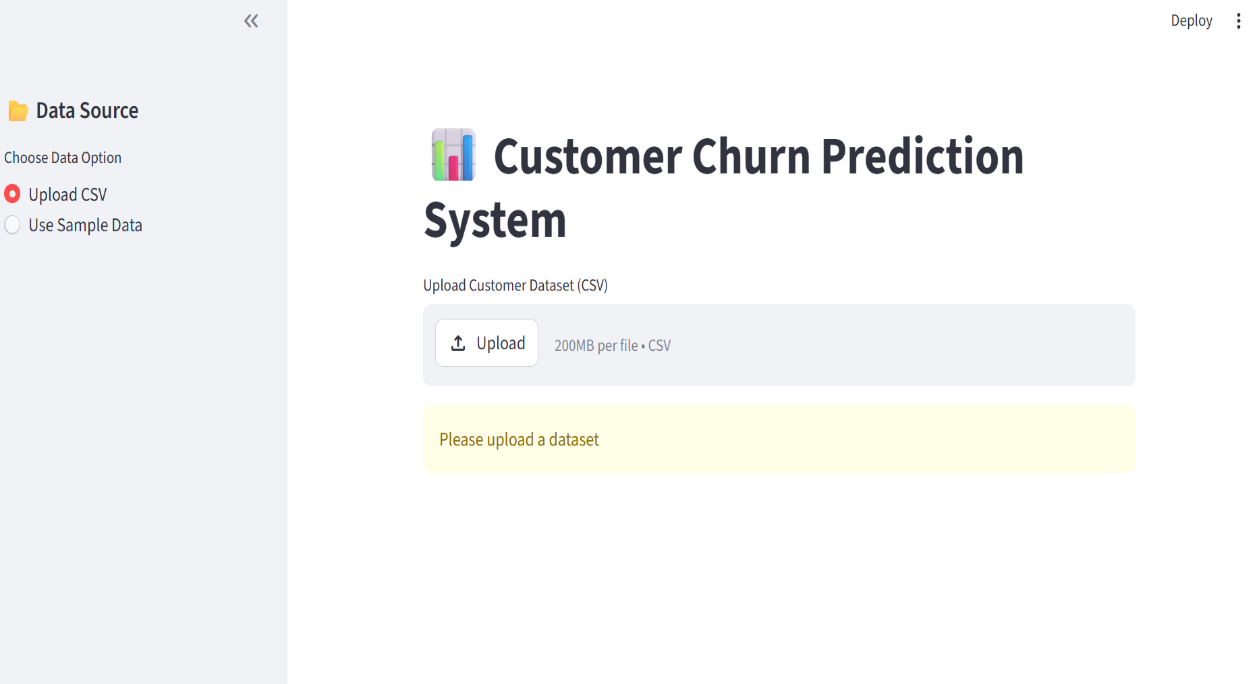 Deploy
Data Source
Choose Data Option
Upload CSV
Use Sample Data
Customer Churn Prediction
System
Upload Customer Dataset (CSV)
Upload
200MB per file • CSV
Please upload a dataset